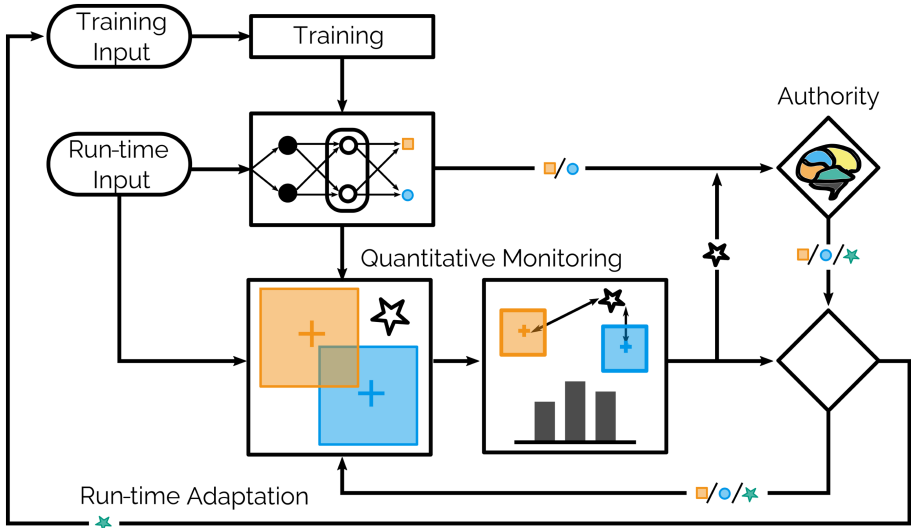 Training
Input
Training
Authority
Run-time
Input
Quantitative Monitoring
Run-time Adaptation